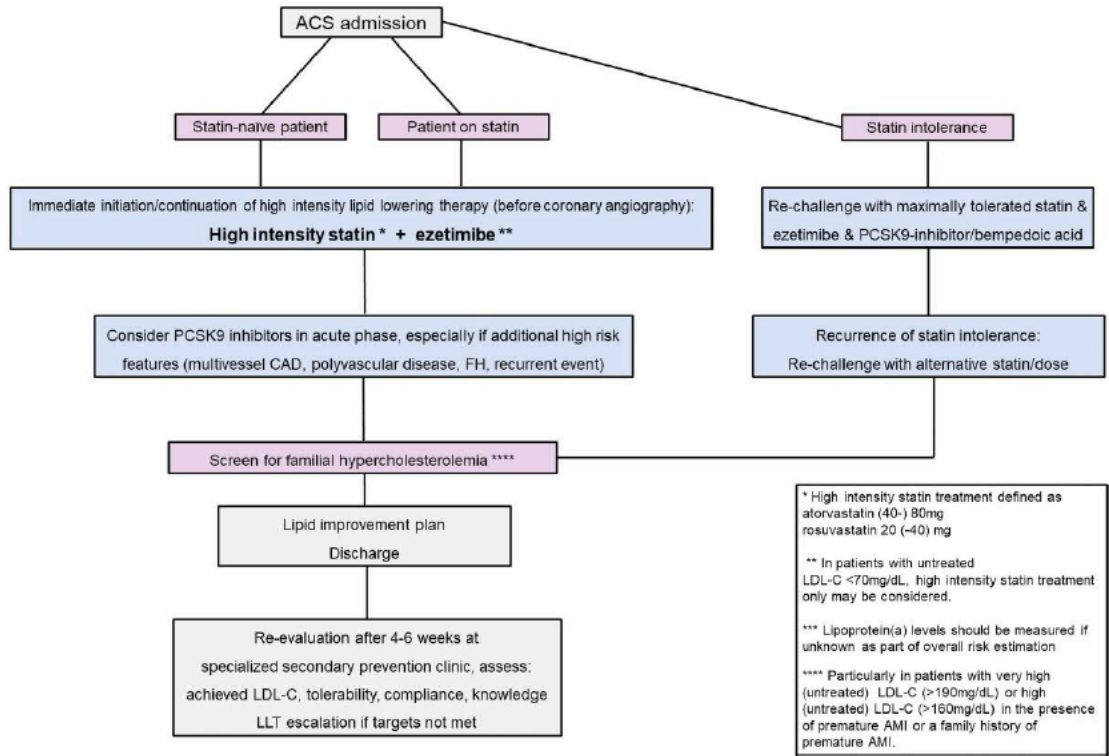 ACS admission
Statin-naïve patient
Patient on statin
Statin intolerance
Immediate initiation/continuation of high intensity lipid lowering therapy (before coronary angiography):
High intensity statin * + ezetimibe **
Re-challenge with maximally tolerated statin &
ezetimibe & PCSK9-inhibitor/bempedoic acid
Consider PCSK9 inhibitors in acute phase, especially if additional high risk
features (multivessel CAD, polyvascular disease, FH, recurrent event)
Recurrence of statin intolerance:
Re-challenge with alternative statin/dose
Screen for familial hypercholesterolemia ****
Lipid improvement plan
Discharge
Re-evaluation after 4-6 weeks at
specialized secondary prevention clinic, assess:
achieved LDL-C, tolerability, compliance, knowledge
LLT escalation if targets not met
* High intensity statin treatment defined as
atorvastatin (40-) 80mg
rosuvastatin 20 (-40) mg
** In patients with untreated
LDL-C <70mg/dL, high intensity statin treatment
only may be considered.
*** Lipoprotein(a) levels should be measured if
unknown as part of overall risk estimation
**** Particularly in patients with very high
(untreated) LDL-C (>190mg/dL) or high
(untreated) LDL-C (>160mg/dL) in the presence
of premature AMI or a family history of
premature AMI.